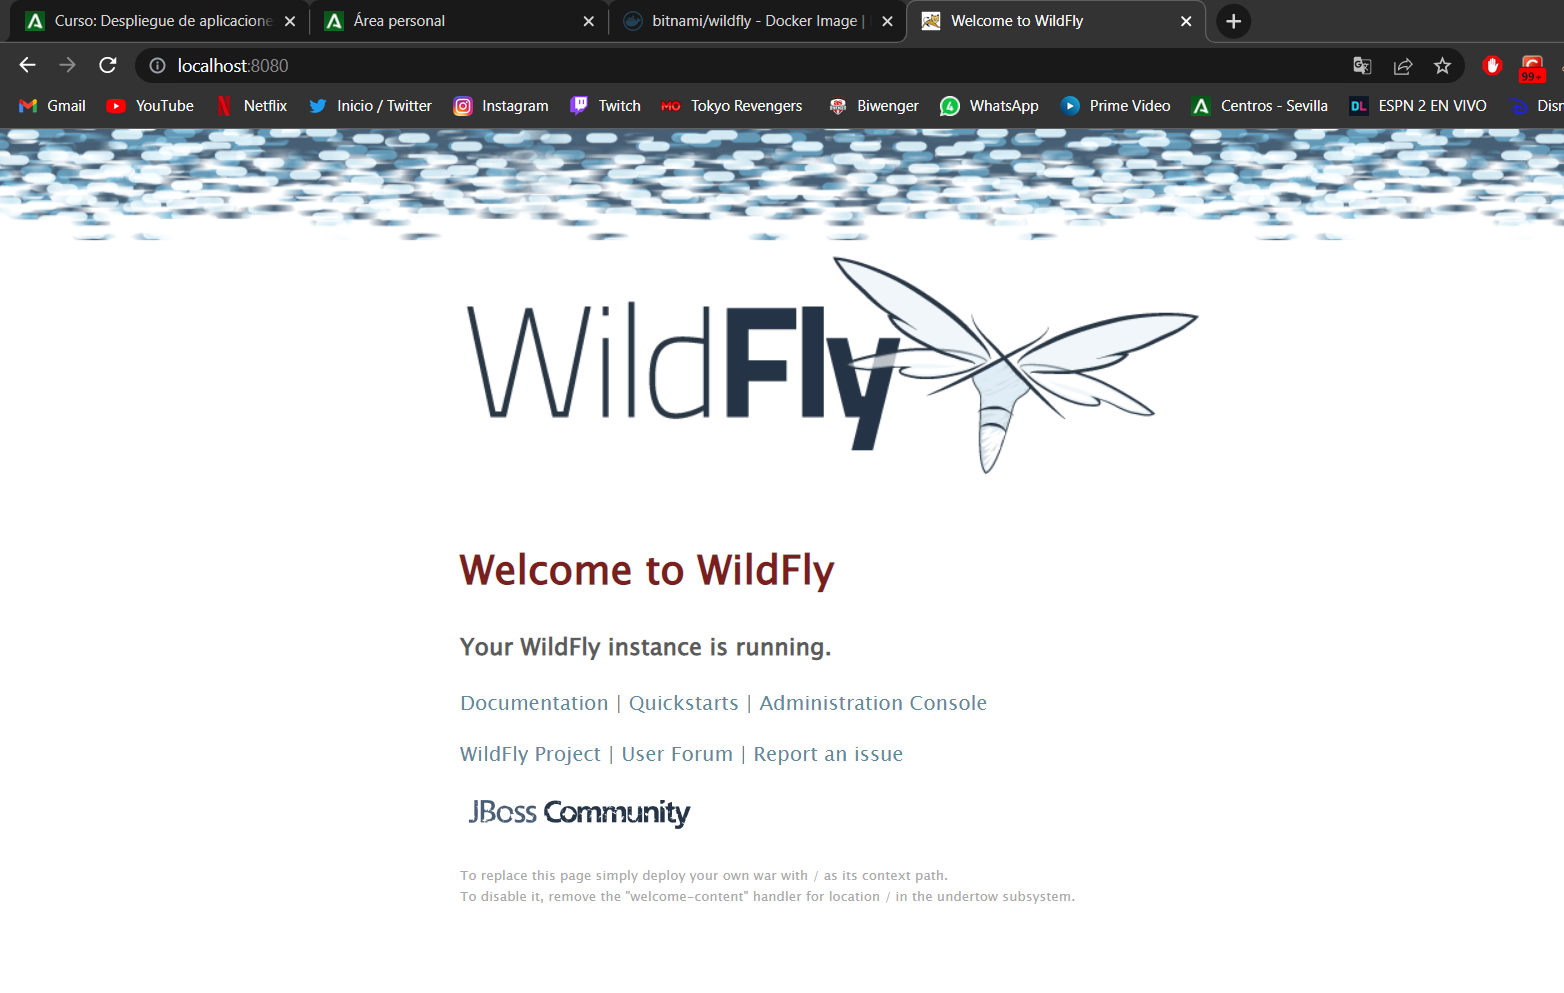 Curso: Despliegue de aplicacione
Área personal
bitnami/wildfly - Docker Image |
Welcome to WildFly
localhost:8080
99+
Gmail
YouTube
Netflix
Inicio / Twitter
Instagram
Twitch
MO
Tokyo Revengers
Biwenger
4
WhatsApp
Prime Video
Centros - Sevilla
DL
ESPN 2 EN VIVO
Disn
WildFly
Welcome to WildFly
Your WildFly instance is running.
Documentation | Quickstarts | Administration Console
WildFly Project | User Forum | Report an issue
JBoss Community
To replace this page simply deploy your own war with / as its context path.
To disable it, remove the "welcome-content" handler for location / in the undertow subsystem.